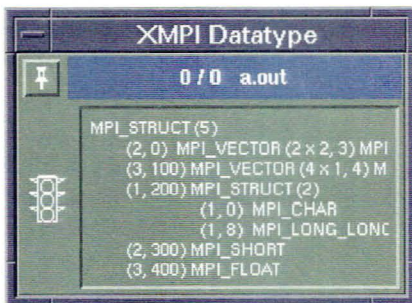 XMPI Datatype
0 / 0 a.out
MPI_STRUCT (5)
(2, 0) MPI_VECTOR (2 x 2, 3) MPI
(3, 100) MPI_VECTOR (4 x 1, 4) M
(1, 200) MPI_STRUCT (2)
(1, 0) MPI_CHAR
(1, 8) MPI_LONG_LONG
(2, 300) MPI_SHORT
(3, 400) MPI_FLOAT